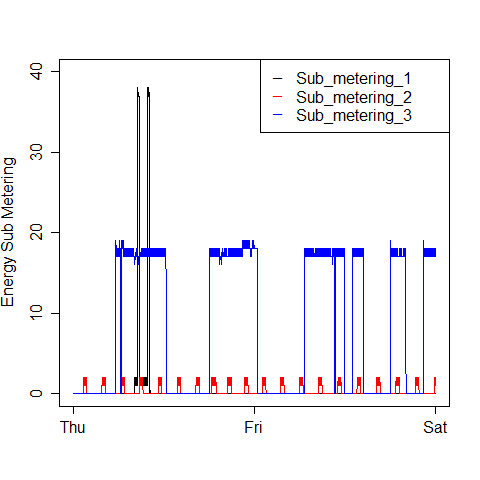 Sub_metering_1
Sub_metering_2
Sub_metering_3
Energy Sub Metering
40
30
20
10
0
Thu Fri Sat